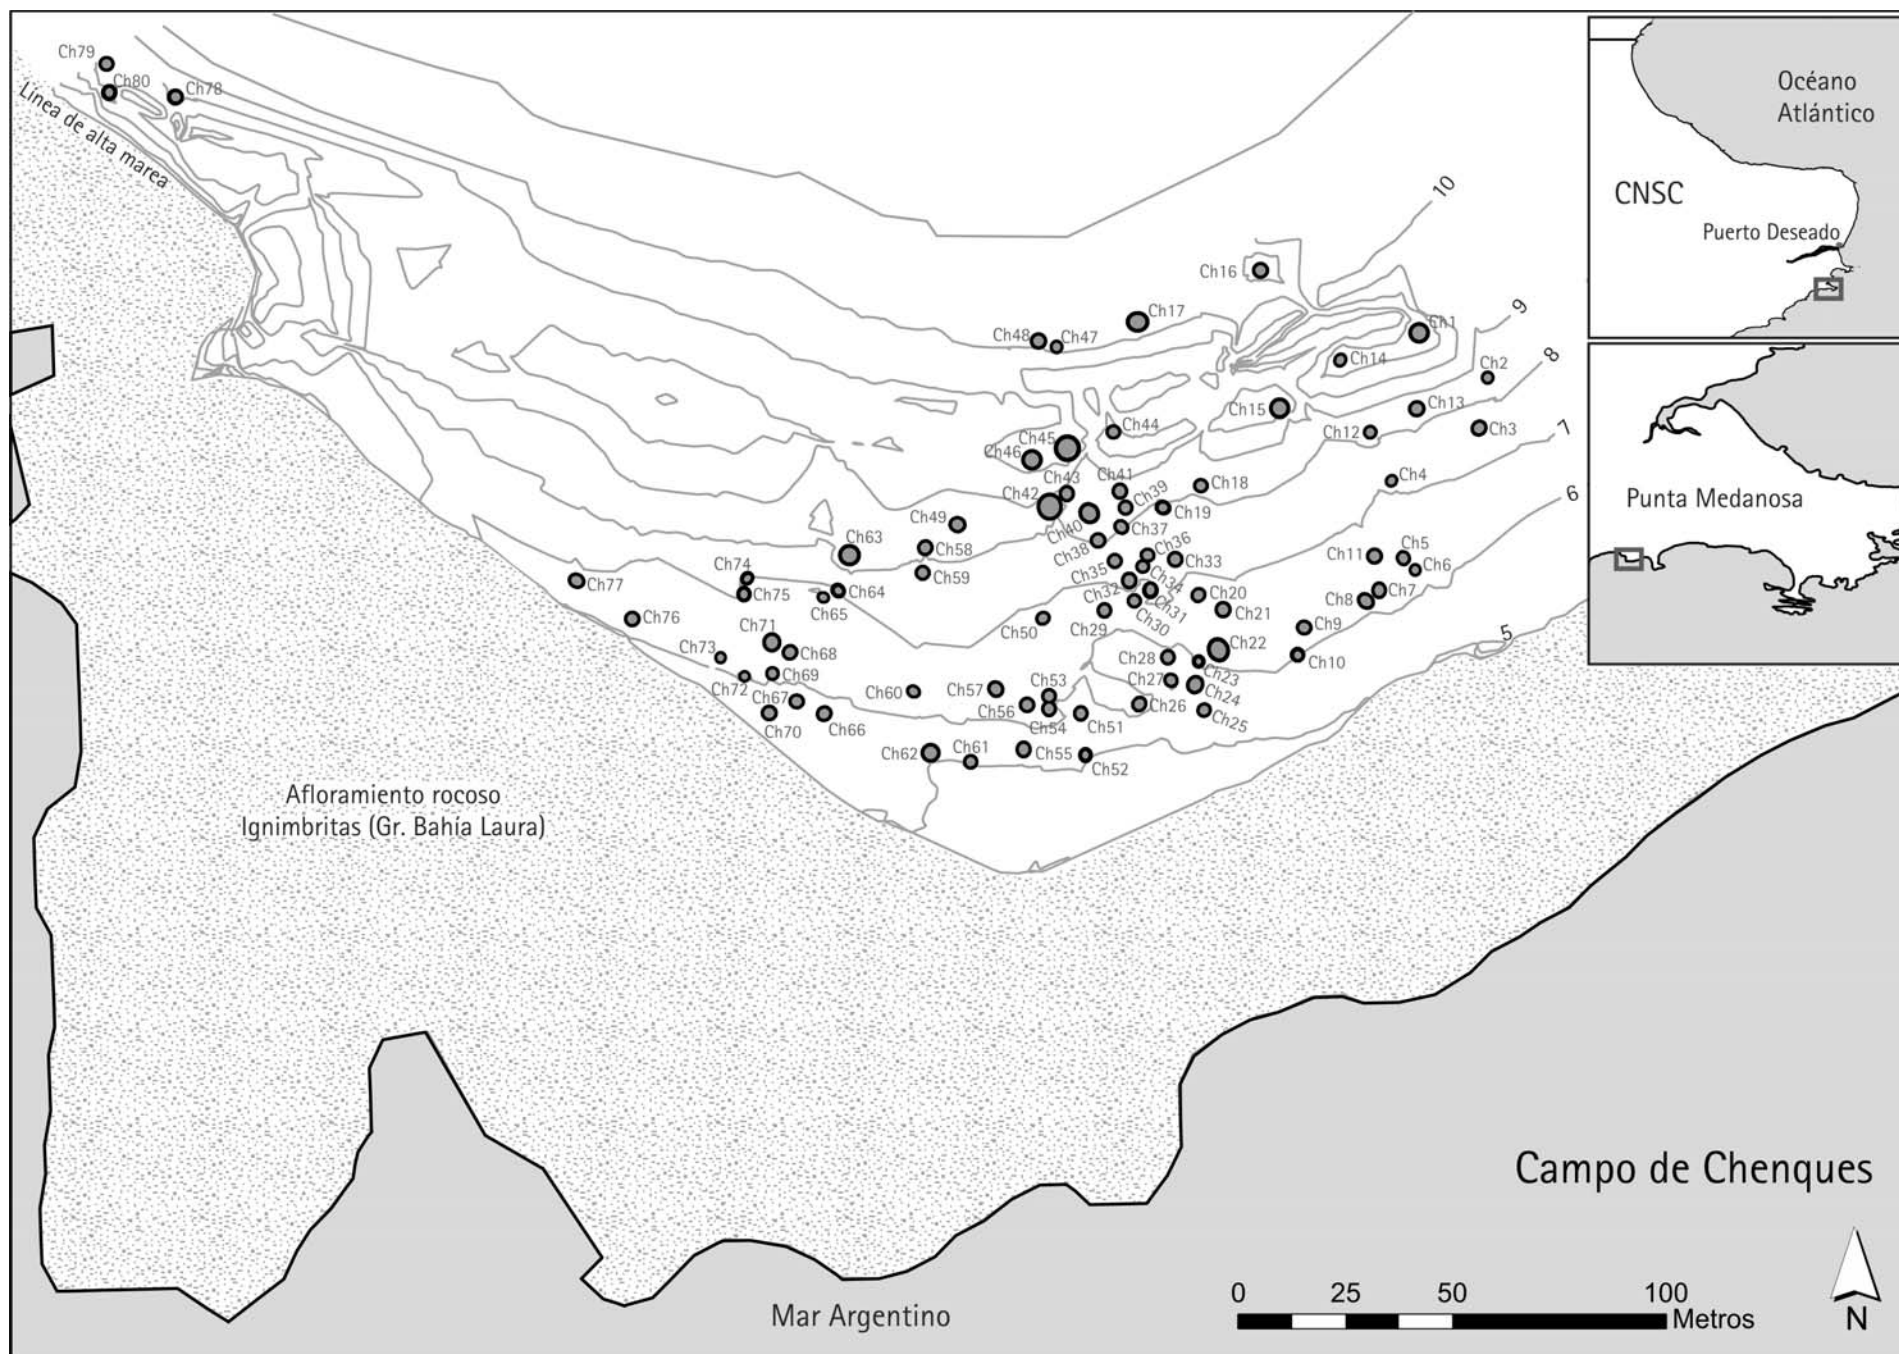 Ch79
Ch80
Ch78
Línea de alta marea
Océano
Atlántico
CNSC
Puerto Deseado
10
Ch16
Ch17
Ch48
Ch47
Ch1
9
Ch14
8
Ch2
Ch15
Ch13
Ch12
Ch3
7
Ch44
Ch45
Ch46
Ch43
Ch41
Ch42
Ch39
Ch18
Ch4
Punta Medanosa
6
Ch19
Ch49
Ch40
Ch37
Ch38
Ch58
Ch63
Ch36
Ch33
Ch11
Ch5
Ch6
Ch59
Ch35
Ch34
Ch74
Ch77
Ch75
Ch64
Ch65
Ch32
Ch31
Ch20
Ch7
Ch8
Ch21
Ch76
Ch50
Ch29
Ch30
Ch9
5
Ch71
Ch68
Ch73
Ch22
Ch28
Ch23
Ch10
Ch69
Ch72
Ch67
Ch60
Ch57
Ch53
Ch27
Ch24
Ch56
Ch54
Ch51
Ch26
Ch25
Ch70
Ch66
Ch62
Ch61
Ch55
Ch52
Afloramiento rocoso
Ignimbritas (Gr. Bahía Laura)
Campo de Chenques
0 25 50 100
Metros
N
Mar Argentino